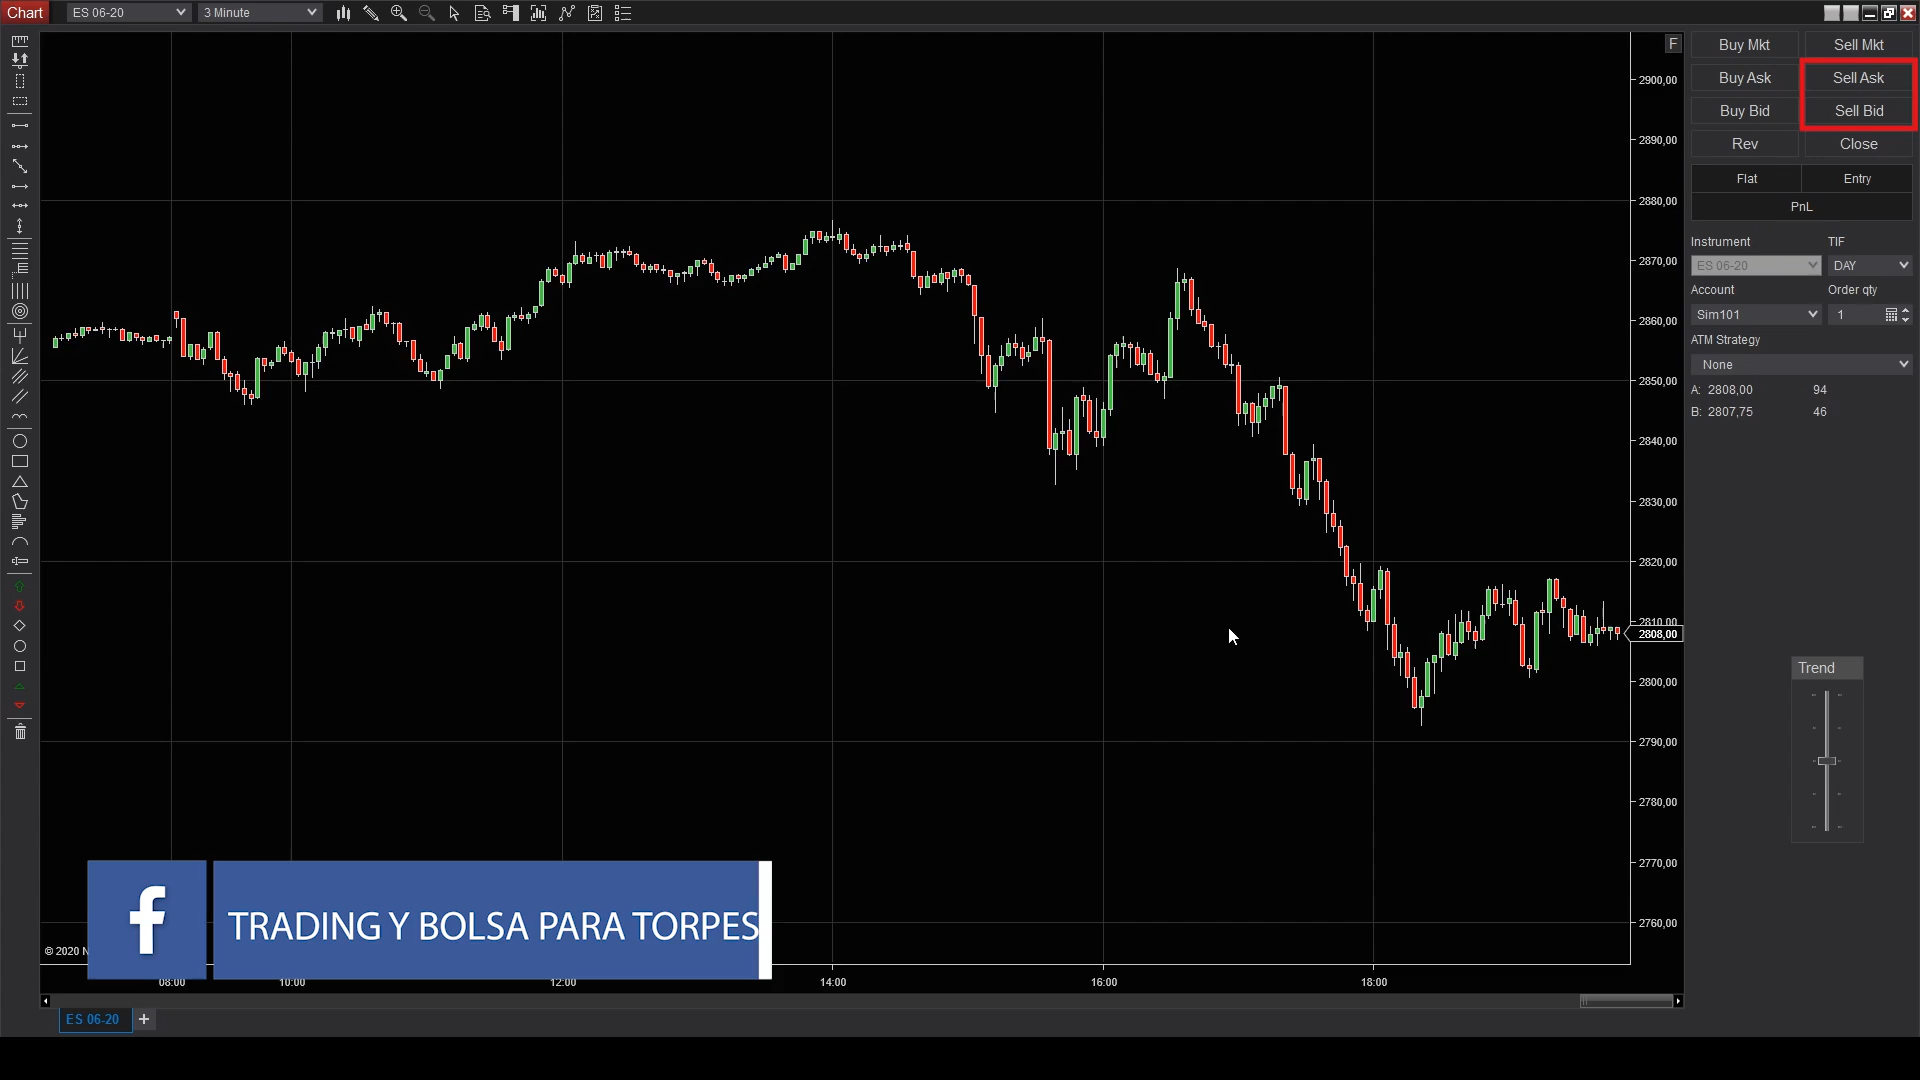 Chart ES 06-20 3 Minute
F
Buy Mkt Sell Mkt
Buy Ask Sell Ask
Buy Bid Sell Bid
Rev Close
Flat Entry
PnL
Instrument TIF
ES 06-20 DAY
Account Order qty
Sim101 1
ATM Strategy
None
A: 2808,00 94
B: 2807,75 46
2900,00
2890,00
2880,00
2870,00
2860,00
2850,00
2840,00
2830,00
2820,00
2810,00
2808,00
2800,00
2790,00
2780,00
2770,00
2760,00
Trend
f
TRADING Y BOLSA PARA TORPES
© 2020 N
08:00 10:00 12:00 14:00 16:00 18:00
ES 06-20 +